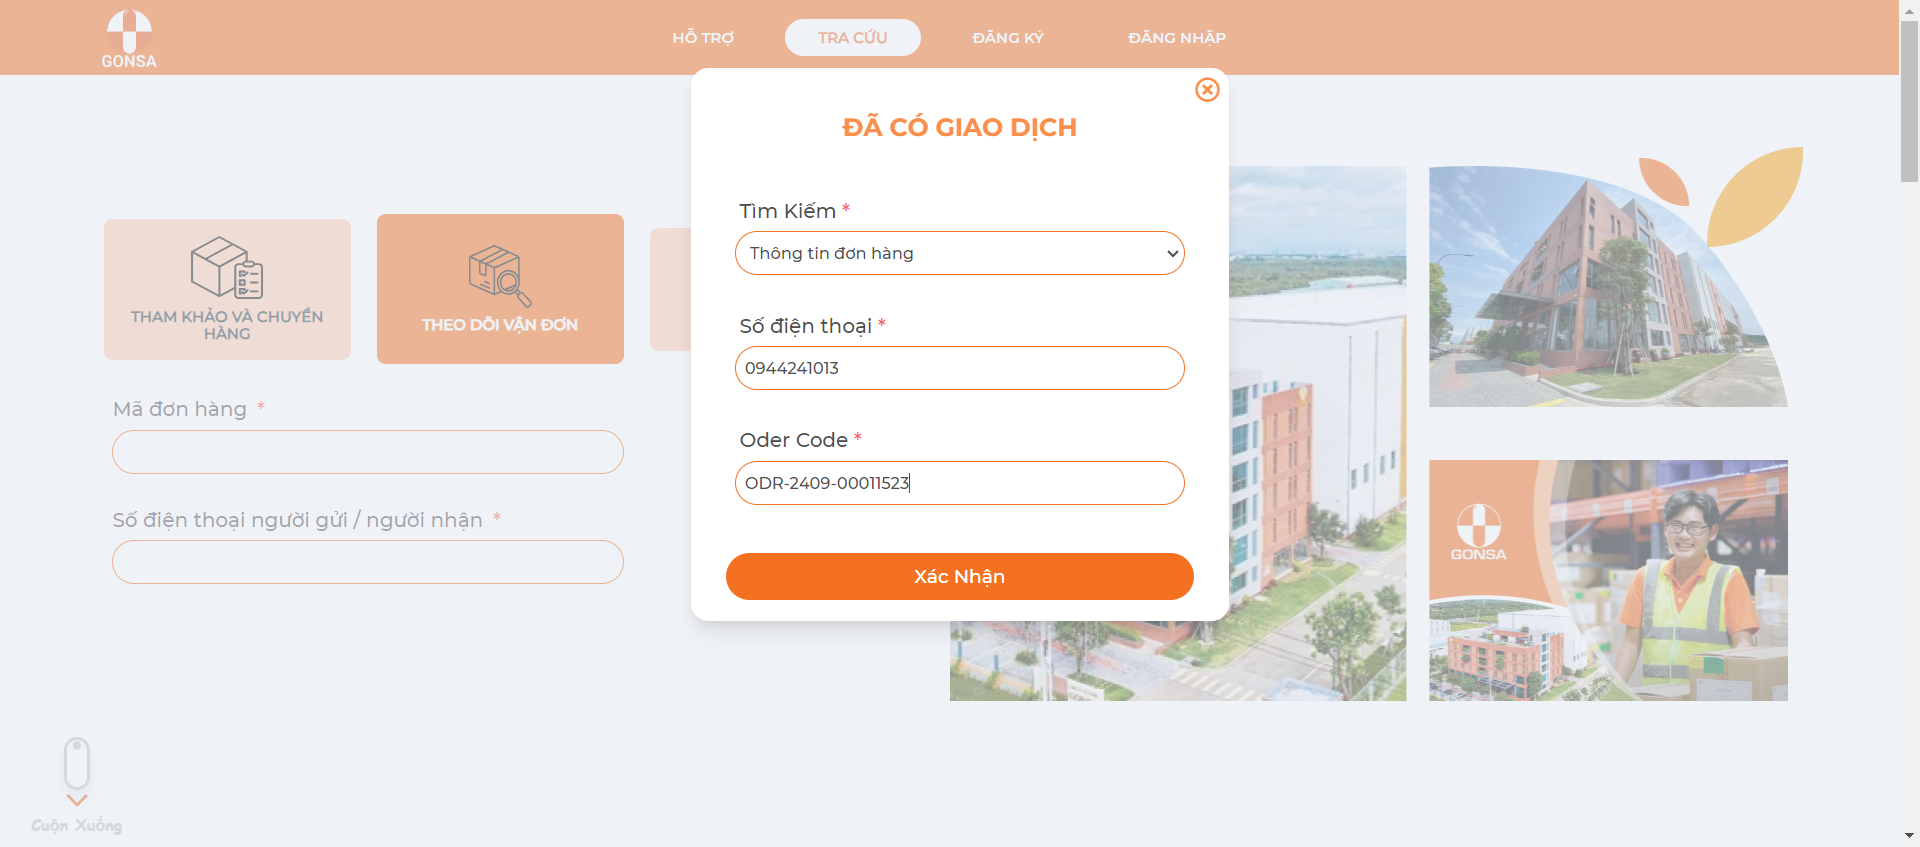 GONSA
HỖ TRỢ
TRA CỨU
ĐĂNG KÝ
ĐĂNG NHẬP
ĐÃ CÓ GIAO DỊCH
Tìm Kiếm *
Thông tin đơn hàng
Số điện thoại *
0944241013
Oder Code *
ODR-2409-00011523
Xác Nhận
THAM KHẢO VÀ CHUYỂN
HÀNG
THEO DÕI VẬN ĐƠN
Mã đơn hàng *
Số điện thoại người gửi / người nhận *
GONSA
Cuộn Xuống